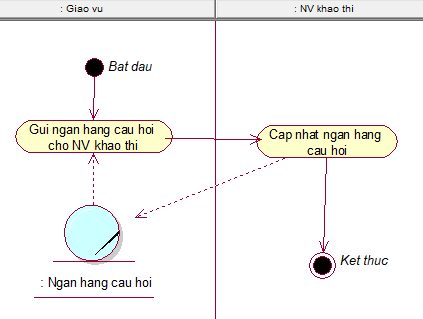 : Giao vu
: NV khao thi
Bat dau
Gui ngan hang cau hoi
cho NV khao thi
Cap nhat ngan hang
cau hoi
Ket thuc
: Ngan hang cau hoi